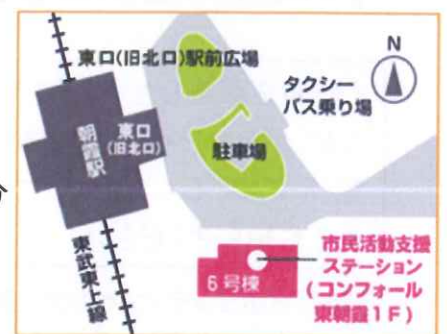 東口(旧北口)駅前広場
N
タクシー
バス乗り場
朝霞駅
東口
(旧北口)
駐車場
東武東上線
6号棟
市民活動支援
ステーション
(コンフォール
東朝霞1F)
分